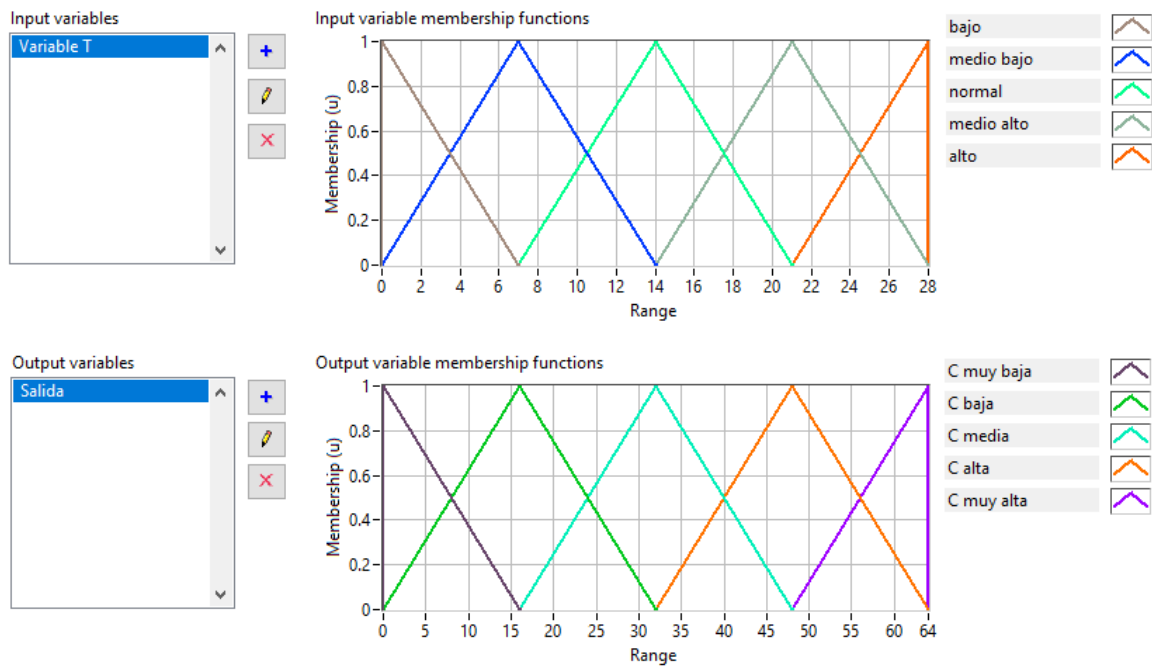 Input variables
Variable T
Input variable membership functions
Membership (u)
1
0.8
0.6
0.4
0.2
0
0 2 4 6 8 10 12 14 16 18 20 22 24 26 28
Range
bajo
medio bajo
normal
medio alto
alto
Output variables
Salida
Output variable membership functions
Membership (u)
1
0.8
0.6
0.4
0.2
0
0 5 10 15 20 25 30 35 40 45 50 55 60 64
Range
C muy baja
C baja
C media
C alta
C muy alta